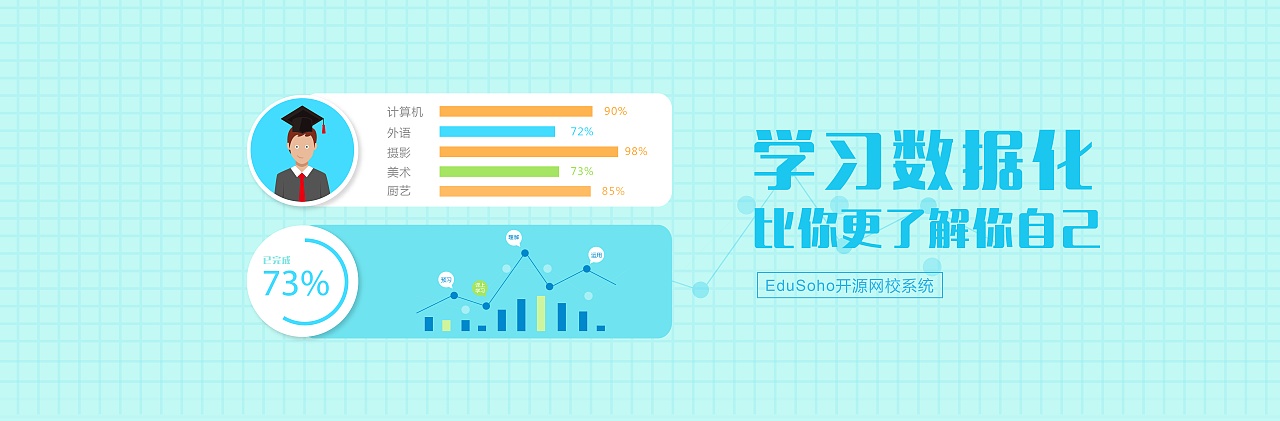 计算机 90%
外语 72%
摄影 98%
美术 73%
厨艺 85%
已完成
73%
预习
理解
运用
学习数据化
比你更了解你自己
EduSoho开源网校系统